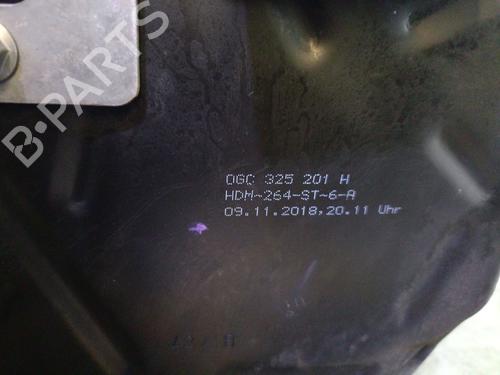 B-PARTS
0GC 325 201 H
HDM-264-ST-6-A
09.11.2018,20.11 Uhr